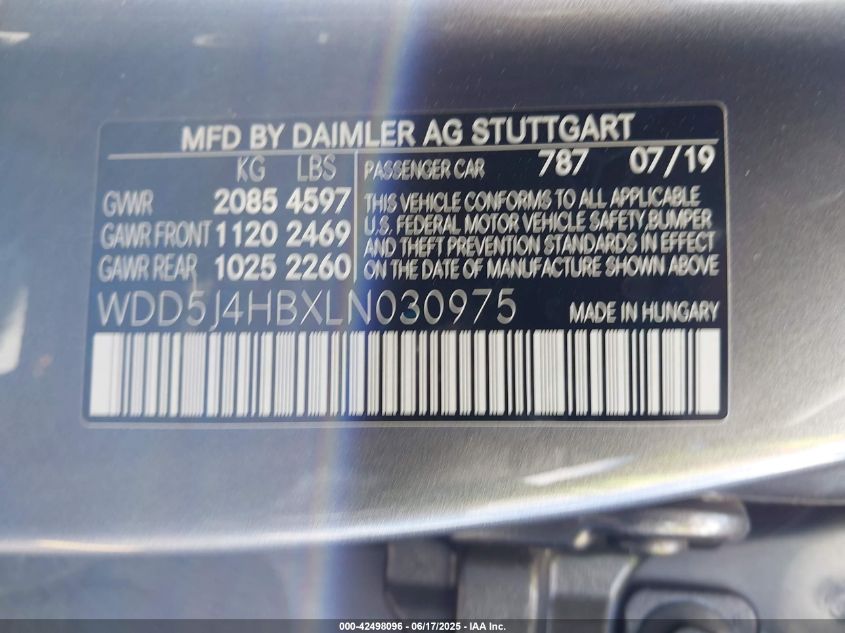 MFD BY DAIMLER AG STUTTGART
KG LBS PASSENGER CAR 787 07/19
GVWR 2085 4597 THIS VEHICLE CONFORMS TO ALL APPLICABLE
U.S. FEDERAL MOTOR VEHICLE SAFETY,BUMPER
GAWR FRONT 1120 2469 AND THEFT PREVENTION STANDARDS IN EFFECT
GAWR REAR 1025 2260 ON THE DATE OF MANUFACTURE SHOWN ABOVE
WDD5J4HBXLN030975 MADE IN HUNGARY
000-42498096 - 06/17/2025 - IAA Inc.